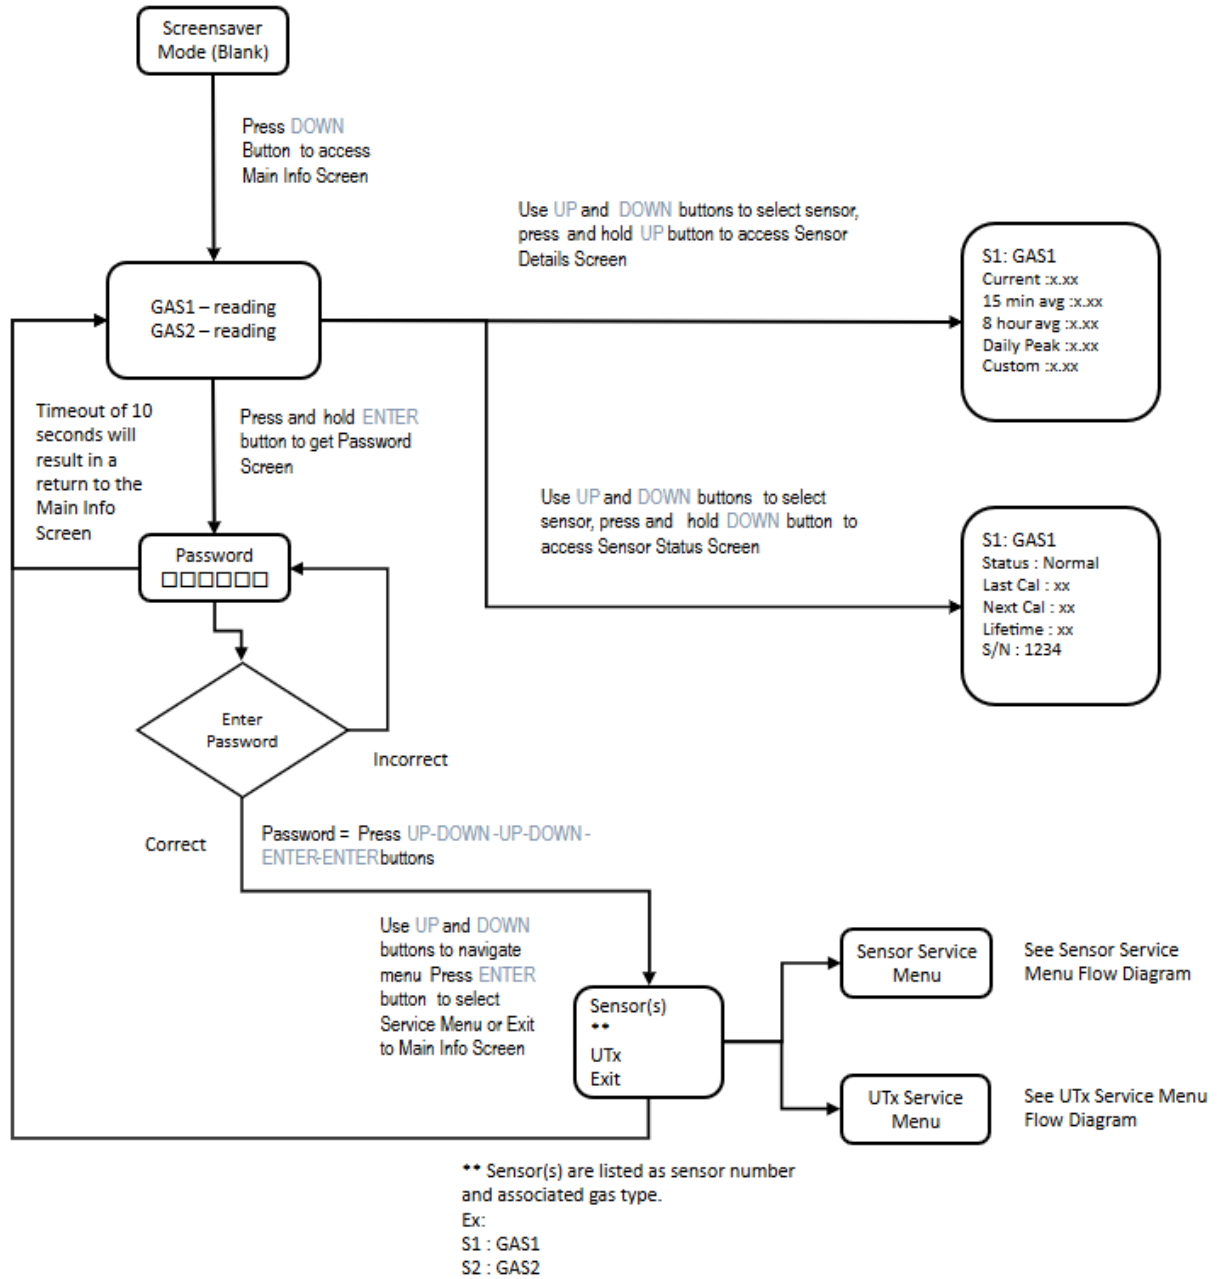 Screensaver
Mode (Blank)
Press DOWN
Button to access
Main Info Screen
Use UP and DOWN buttons to select sensor,
press and hold UP button to access Sensor
Details Screen
S1: GAS1
Current :x.xx
15 min avg :x.xx
8 hour avg :x.xx
Daily Peak :x.xx
Custom :x.xx
GAS1 – reading
GAS2 – reading
Timeout of 10
seconds will
result in a
return to the
Main Info
Screen
Press and hold ENTER
button to get Password
Screen
Use UP and DOWN buttons to select
sensor, press and hold DOWN button to
access Sensor Status Screen
S1: GAS1
Status : Normal
Last Cal : xx
Next Cal : xx
Lifetime : xx
S/N : 1234
Password
□□□□□□
Enter
Password
Incorrect
Correct
Password = Press UP-DOWN-UP-DOWN-
ENTER-ENTER buttons
Use UP and DOWN
buttons to navigate
menu Press ENTER
button to select
Service Menu or Exit
to Main Info Screen
Sensor(s)
**
UTx
Exit
Sensor Service
Menu
See Sensor Service
Menu Flow Diagram
UTx Service
Menu
See UTx Service Menu
Flow Diagram
** Sensor(s) are listed as sensor number
and associated gas type.
Ex:
S1 : GAS1
S2 : GAS2